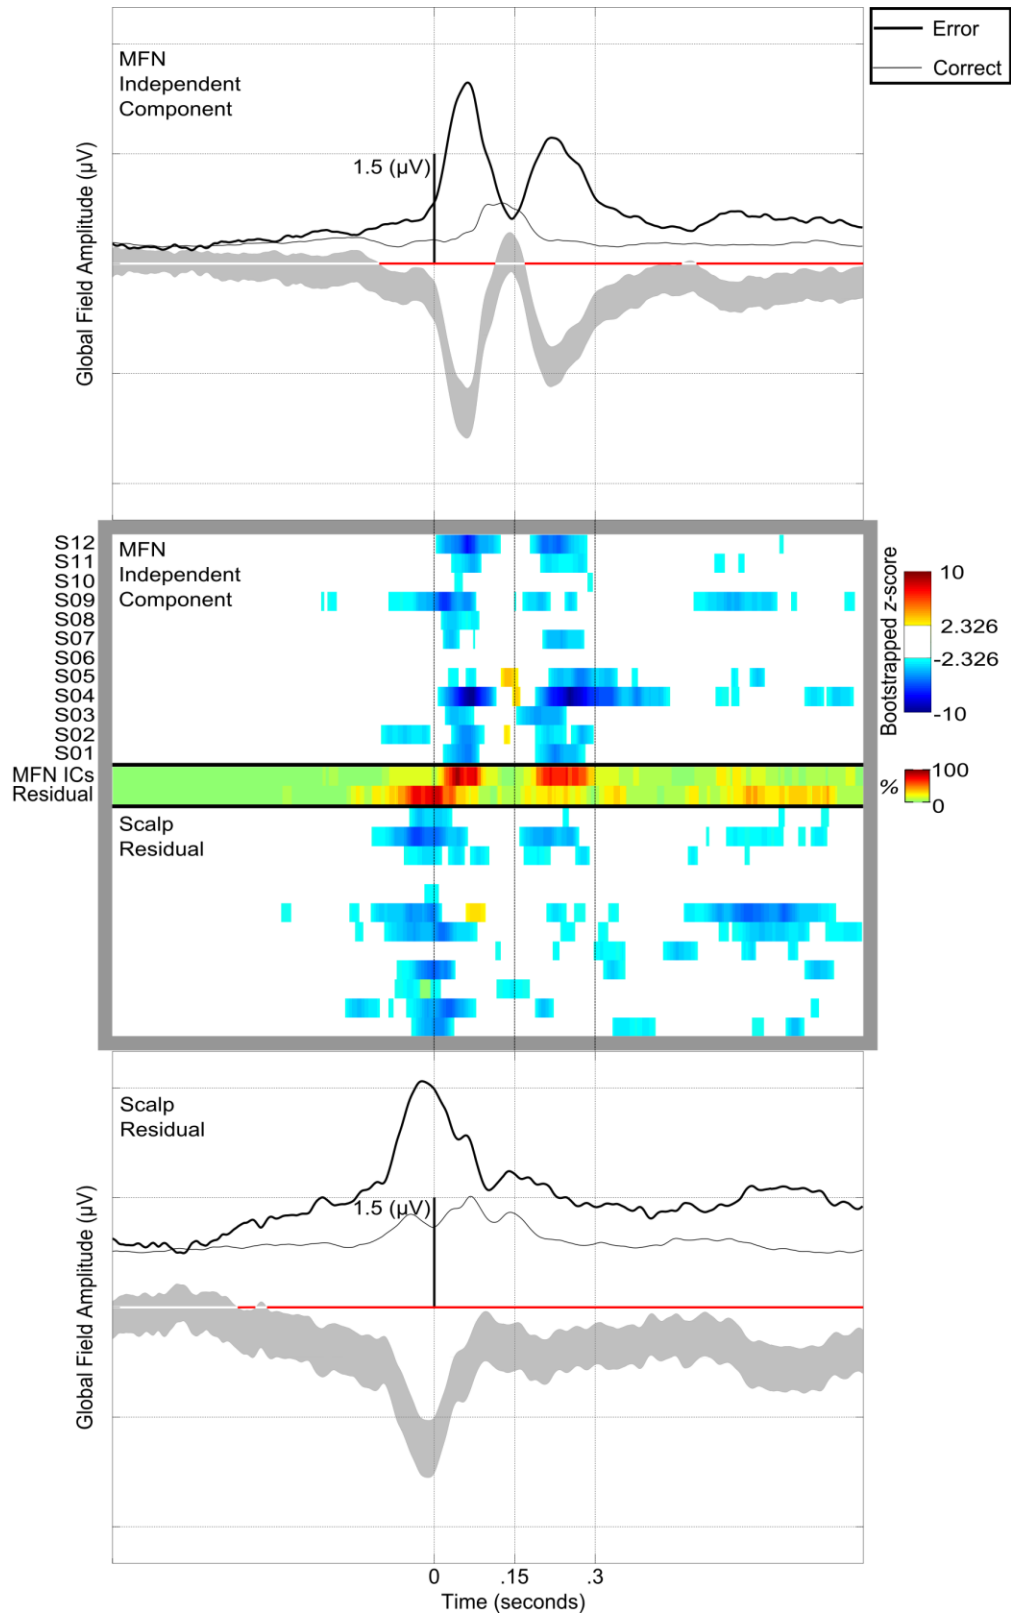 Error
Correct
MFN
Independent
Component
1.5 (µV)
Global Field Amplitude (µV)
S12
S11
S10
S09
S08
S07
S06
S05
S04
S03
S02
S01
MFN ICs
Residual
MFN
Independent
Component
Scalp
Residual
Bootstrapped z-score
10
2.326
-2.326
-10
%
100
0
Scalp
Residual
1.5 (µV)
Global Field Amplitude (µV)
0 .15 .3
Time (seconds)